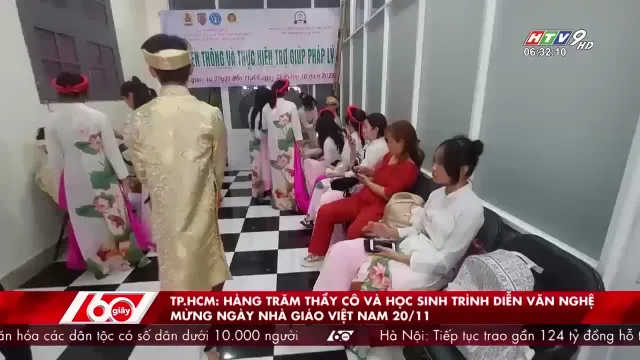 HTV9 HD
06:32:10
THÔNG VÀ THỰC HIỆN TRỢ GIÚP PHÁP LÝ
60 giây
TP.HCM: HÀNG TRĂM THẦY CÔ VÀ HỌC SINH TRÌNH DIỄN VĂN NGHỆ
MỪNG NGÀY NHÀ GIÁO VIỆT NAM 20/11
ăn hóa các dân tộc có số dân dưới 10.000 người
Hà Nội: Tiếp tục trao gần 124 tỷ đồng hỗ